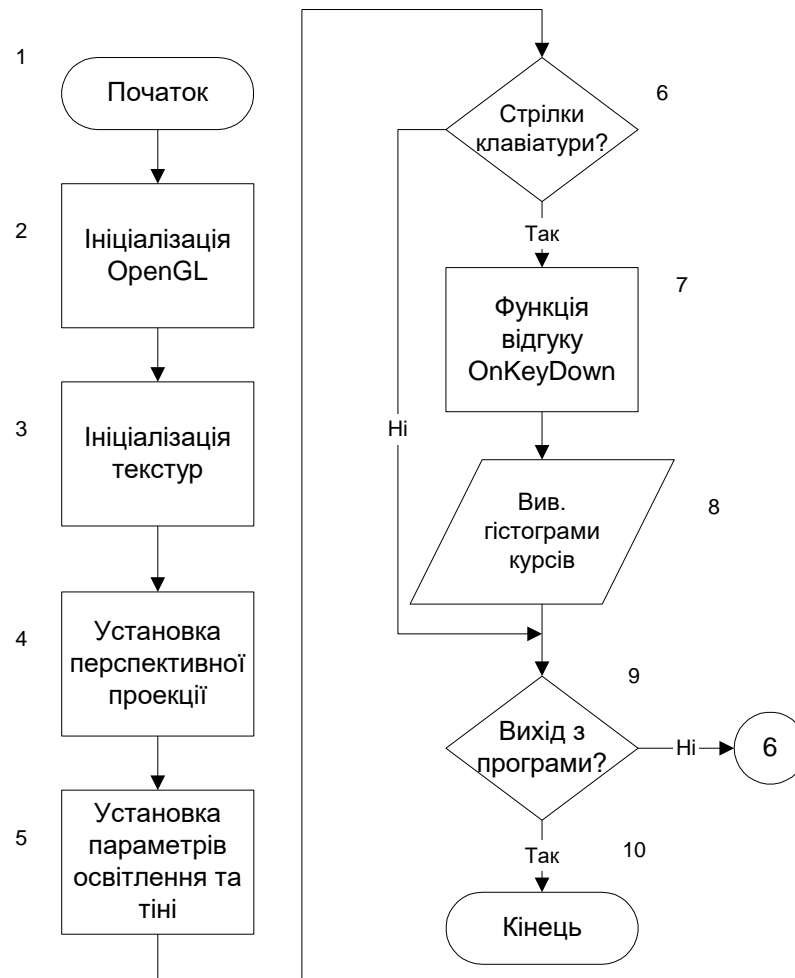 1
Початок
2
Ініціалізація
OpenGL
3
Ініціалізація
текстур
4
Установка
перспективної
проекції
5
Установка
параметрів
освітлення та
тіні
6
Стрілки
клавіатури?
Так
Ні
7
Функція
відгуку
OnKeyDown
8
Вив.
гістограми
курсів
9
Вихід з
програми?
Ні
6
Так
10
Кінець